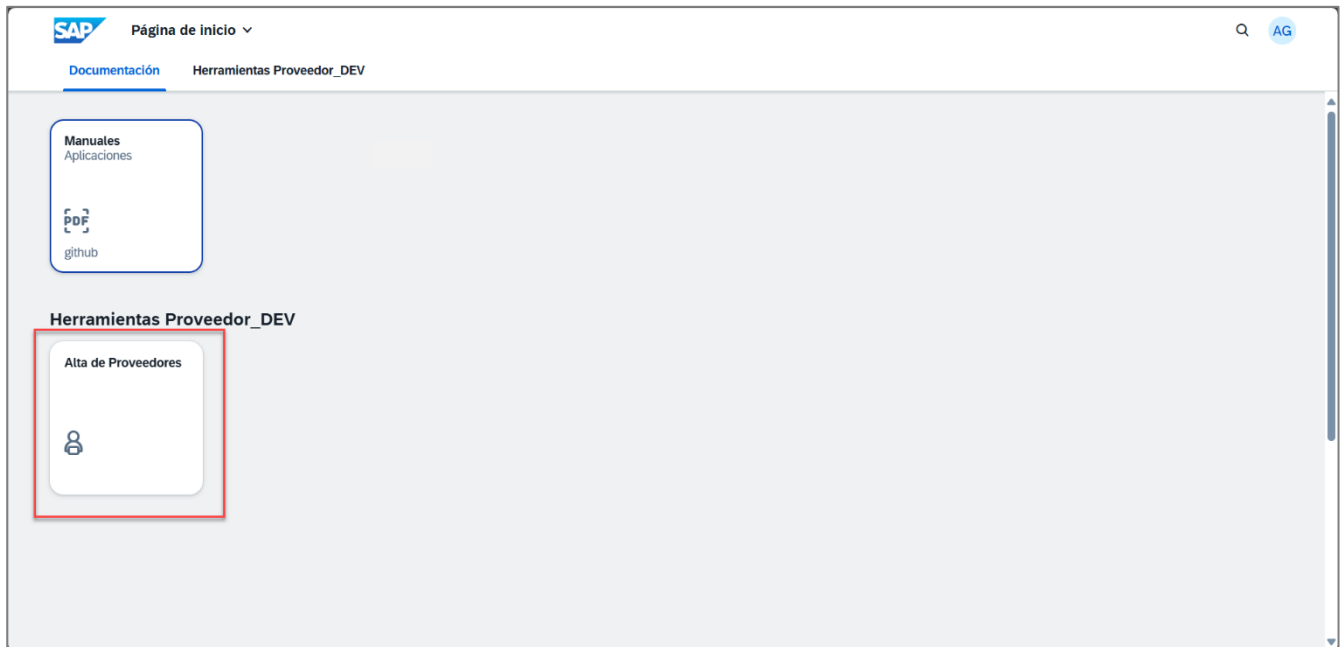 SAP
Página de inicio
AG
Documentación
Herramientas Proveedor_DEV
Manuales
Aplicaciones
PDF
github
Herramientas Proveedor_DEV
Alta de Proveedores